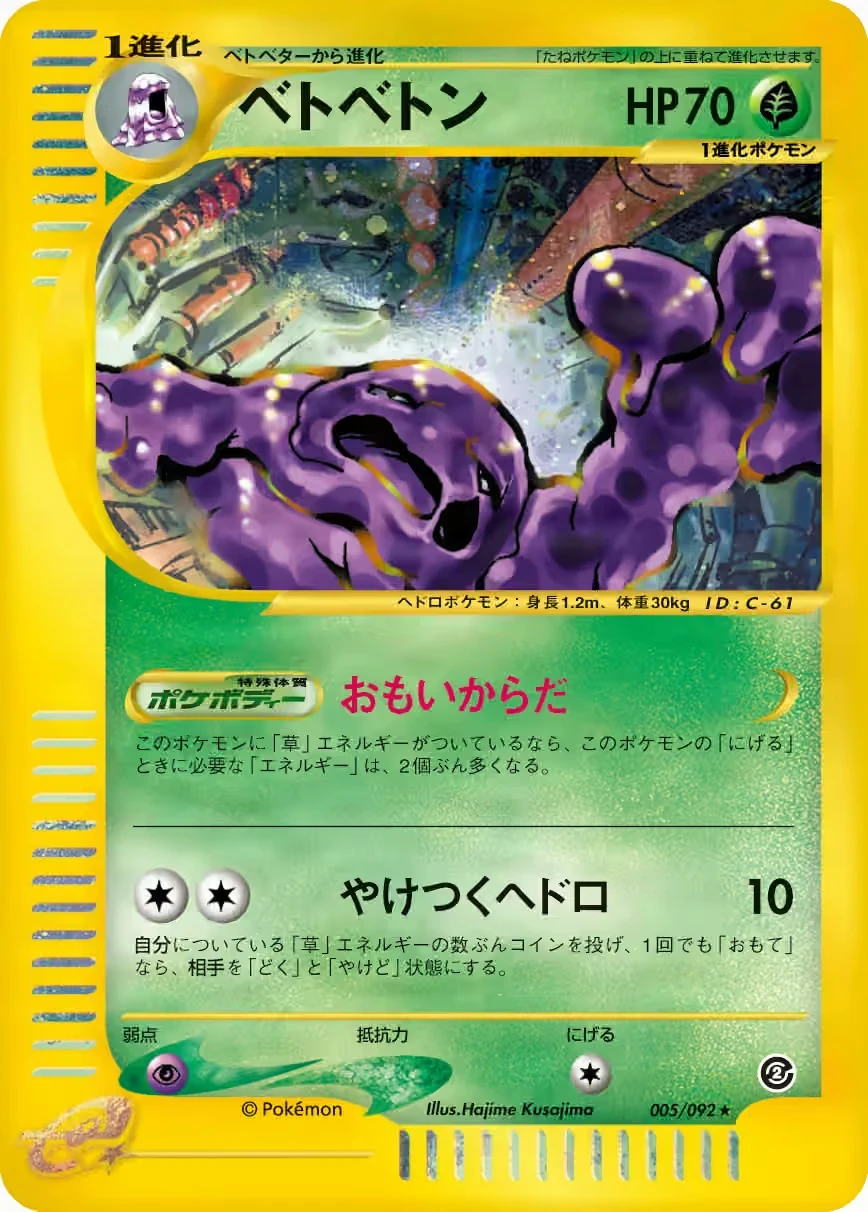 1進化
ベトベターから進化
「たねポケモン」の上に重ねて進化させます。
ベトベトン
HP70
1進化ポケモン
ヘドロポケモン：身長1.2m、体重30kg ID：C-61
特殊体質
ポケボディー
おもいからだ
このポケモンに「草」エネルギーがついているなら、このポケモンの「にげる」
ときに必要な「エネルギー」は、2個ぶん多くなる。
やけつくヘドロ
10
自分についている「草」エネルギーの数ぶんコインを投げ、1回でも「おもて」
なら、相手を「どく」と「やけど」状態にする。
弱点
抵抗力
にげる
2
© Pokémon
Illus.Hajime Kusajima
005/092★